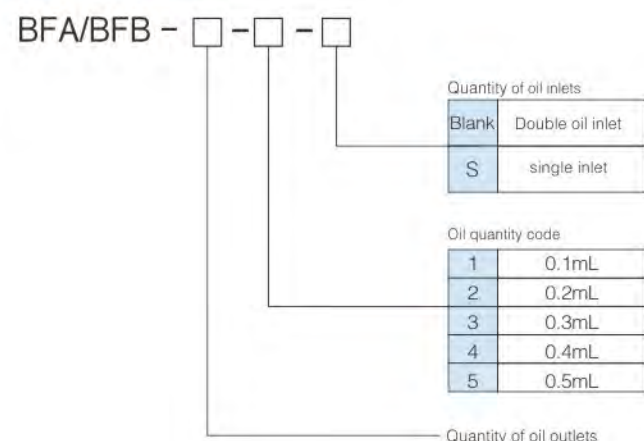 BFA/BFB - □ - □ - □
Quantity of oil inlets
Blank Double oil inlet
S single inlet
Oil quantity code
1 0.1mL
2 0.2mL
3 0.3mL
4 0.4mL
5 0.5mL
Quantity of oil outlets